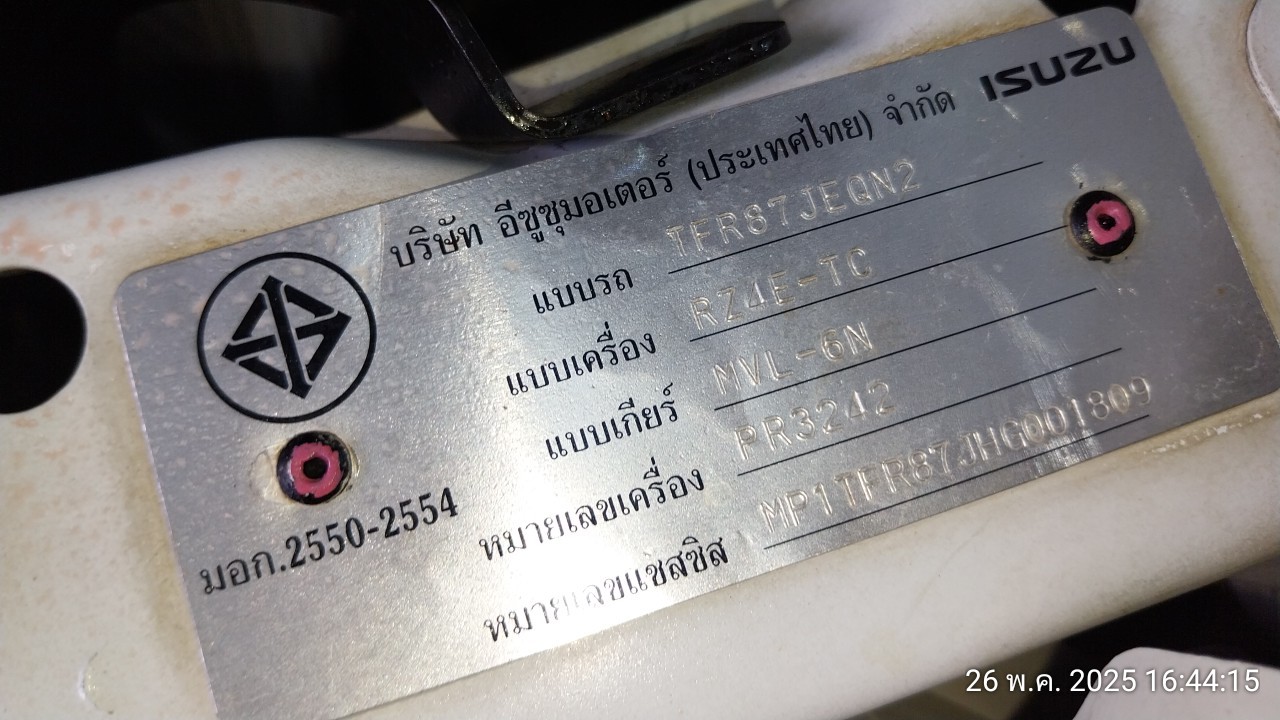 ISUZU
บริษัท อีซูซุมอเตอร์ (ประเทศไทย) จำกัด
แบบรถ TFR87JEQN2
แบบเครื่อง RZ4E-TC
แบบเกียร์ MVL-6N
หมายเลขเครื่อง PR3242
หมายเลขแชสซิส MP1TFR87JHG001809
มอก.2550-2554
26 พ.ค. 2025 16:44:15